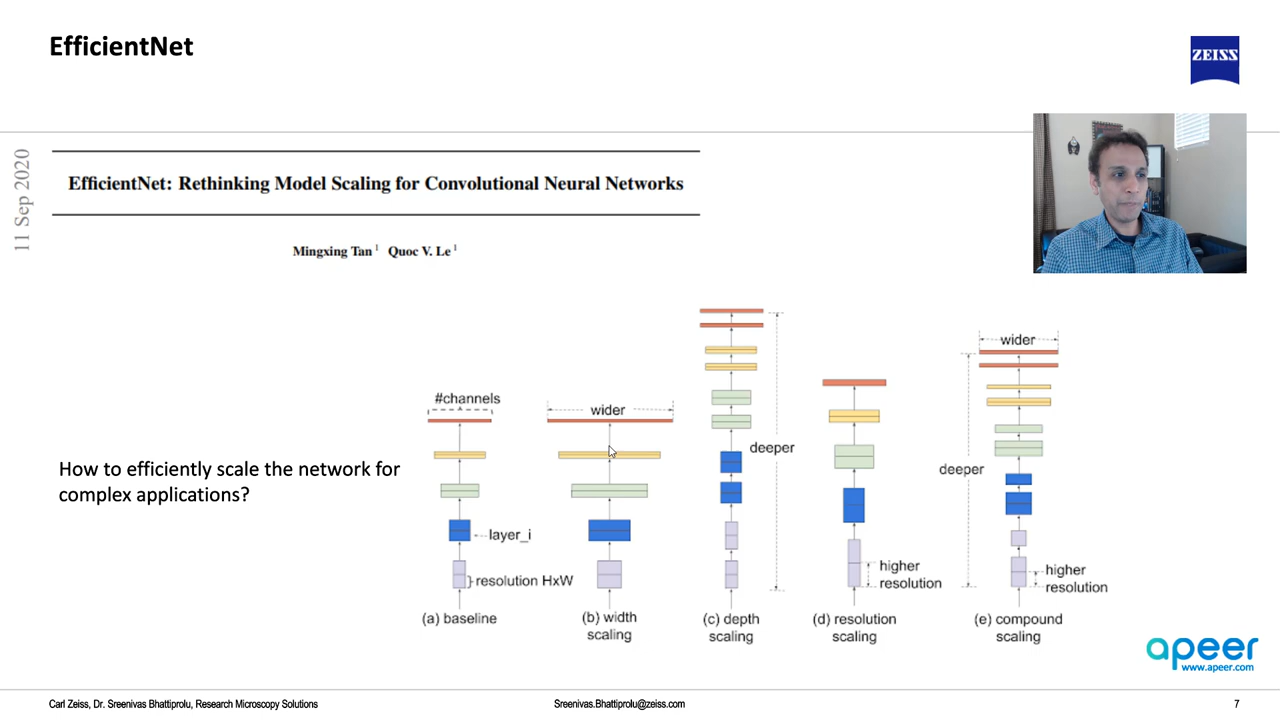 EfficientNet
ZEISS
11 Sep 2020
EfficientNet: Rethinking Model Scaling for Convolutional Neural Networks
Mingxing Tan 1 Quoc V. Le 1
How to efficiently scale the network for
complex applications?
#channels
layer_i
resolution HxW
(a) baseline
wider
(b) width
scaling
deeper
(c) depth
scaling
higher
resolution
(d) resolution
scaling
wider
deeper
higher
resolution
(e) compound
scaling
apeer
www.apeer.com
Carl Zeiss, Dr. Sreenivas Bhattiprolu, Research Microscopy Solutions
Sreenivas.Bhattiprolu@zeiss.com
7